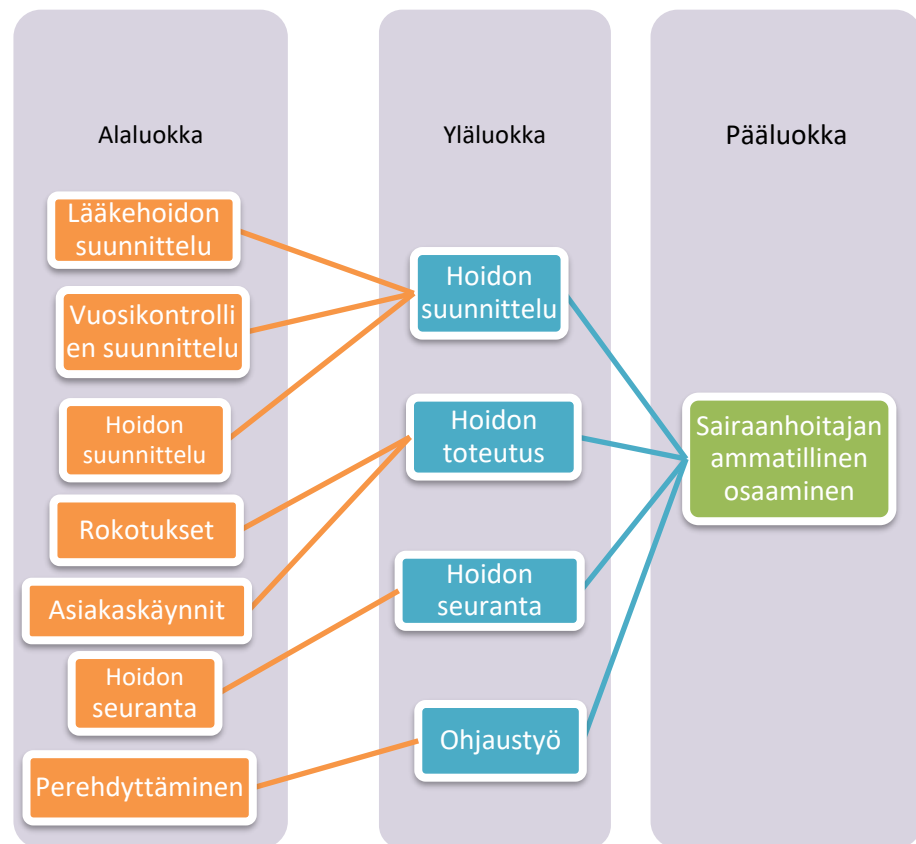 Alaluokka
Lääkehoidon
suunnittelu
Vuosikontrolli
en suunnittelu
Hoidon
suunnittelu
Rokotukset
Asiakaskäynnit
Hoidon
seuranta
Perehdyttäminen
Yläluokka
Hoidon
suunnittelu
Hoidon
toteutus
Hoidon
seuranta
Ohjaustyö
Pääluokka
Sairaanhoitajan
ammatillinen
osaaminen